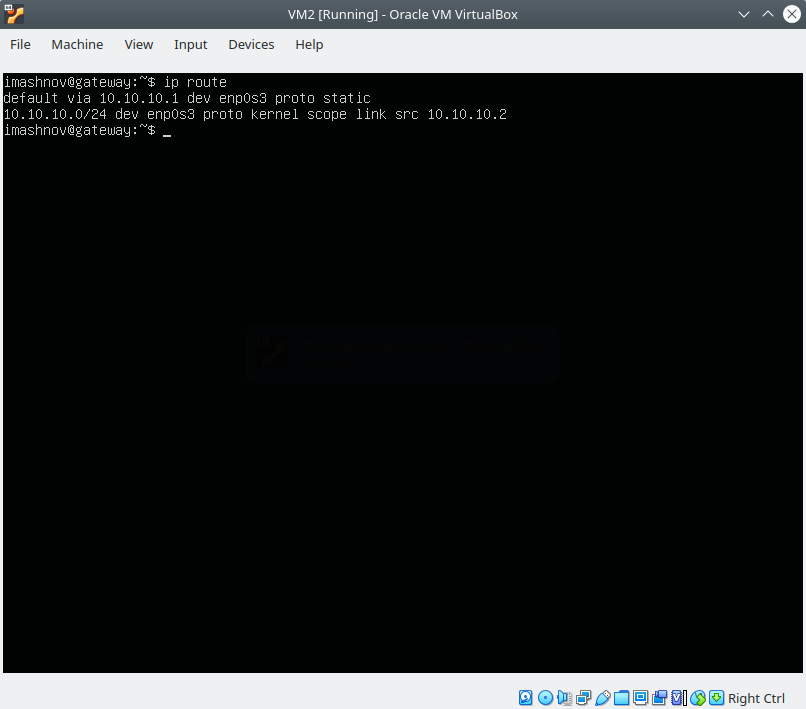 VM2 [Running] - Oracle VM VirtualBox
File Machine View Input Devices Help
imashnov@gateway:~$ ip route
default via 10.10.10.1 dev enp0s3 proto static
10.10.10.0/24 dev enp0s3 proto kernel scope link src 10.10.10.2
imashnov@gateway:~$ _
Right Ctrl